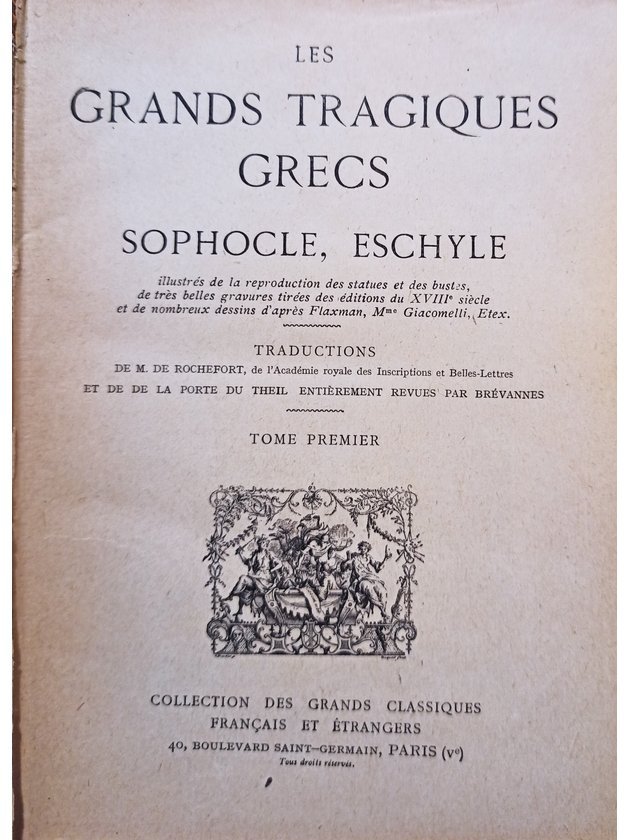 LES
GRANDS TRAGIQUES
GRECS
SOPHOCLE, ESCHYLE
illustrés de la reproduction des statues et des bustes,
de très belles gravures tirées des éditions du XVIIIe siècle
et de nombreux dessins d'après Flaxman, Mme Giacomelli, Etex.
TRADUCTIONS
DE M. DE ROCHEFORT, de l'Académie royale des Inscriptions et Belles-Lettres
ET DE DE LA PORTE DU THEIL ENTIÈREMENT REVUES PAR BRÉVANNES
TOME PREMIER
COLLECTION DES GRANDS CLASSIQUES
FRANÇAIS ET ÉTRANGERS
40, BOULEVARD SAINT-GERMAIN, PARIS (Ve)
Tous droits réservés.